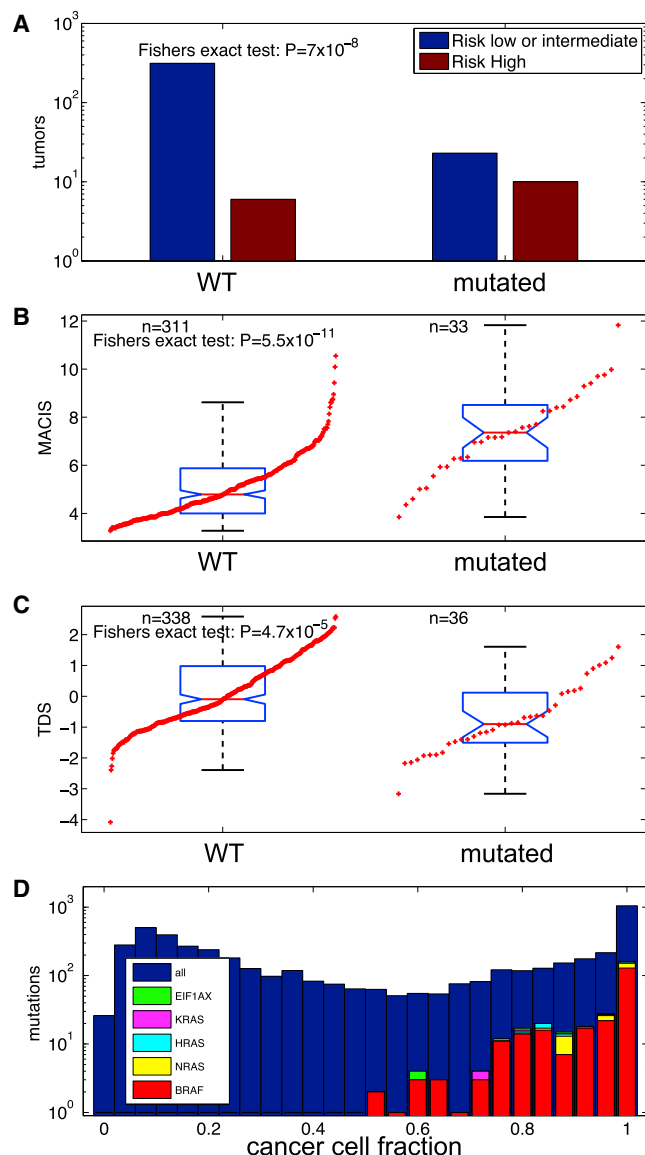 A
10³
10²
10¹
10⁰
tumors
Fishers exact test: P=7x10⁻⁸
Risk low or intermediate
Risk High
WT
mutated
B
12
10
8
6
4
MACIS
n=311
Fishers exact test: P=5.5x10⁻¹¹
n=33
WT
mutated
C
2
1
0
−1
−2
−3
−4
TDS
n=338
Fishers exact test: P=4.7x10⁻⁵
n=36
WT
mutated
D
10³
10²
10¹
10⁰
mutations
all
EIF1AX
KRAS
HRAS
NRAS
BRAF
0
0.2
0.4
0.6
0.8
1
cancer cell fraction